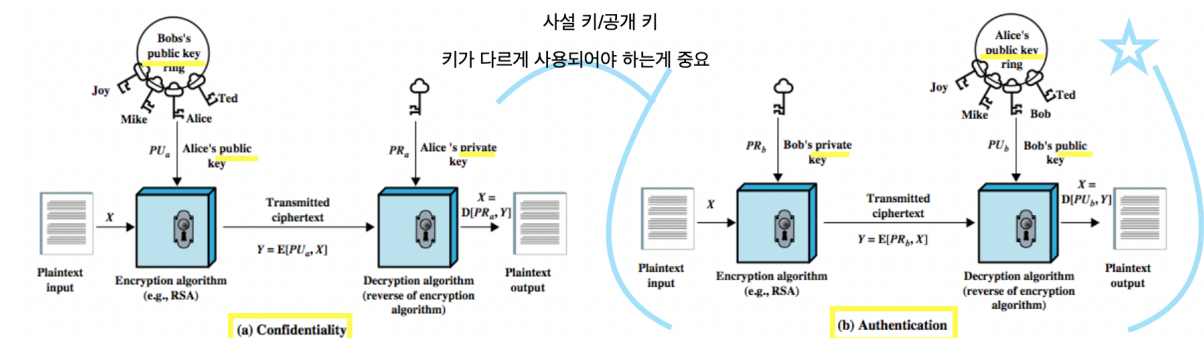 사설 키/공개 키
키가 다르게 사용되어야 하는게 중요
Bobs's
public key
ring
Joy
Mike
Alice
Ted
PUa
Alice's public
key
PRa
Alice 's private
key
X
Transmitted
ciphertext
Y = E[PUa, X]
X =
D[PRa, Y]
Plaintext
input
Encryption algorithm
(e.g., RSA)
Decryption algorithm
(reverse of encryption
algorithm)
Plaintext
output
(a) Confidentiality
Alice's
public key
ring
Joy
Mike
Bob
Ted
PRb
Bob's private
key
PUb
Bob's public
key
X
Transmitted
ciphertext
Y = E[PRb, X]
X =
D[PUb, Y]
Plaintext
input
Encryption algorithm
(e.g., RSA)
Decryption algorithm
(reverse of encryption
algorithm)
Plaintext
output
(b) Authentication